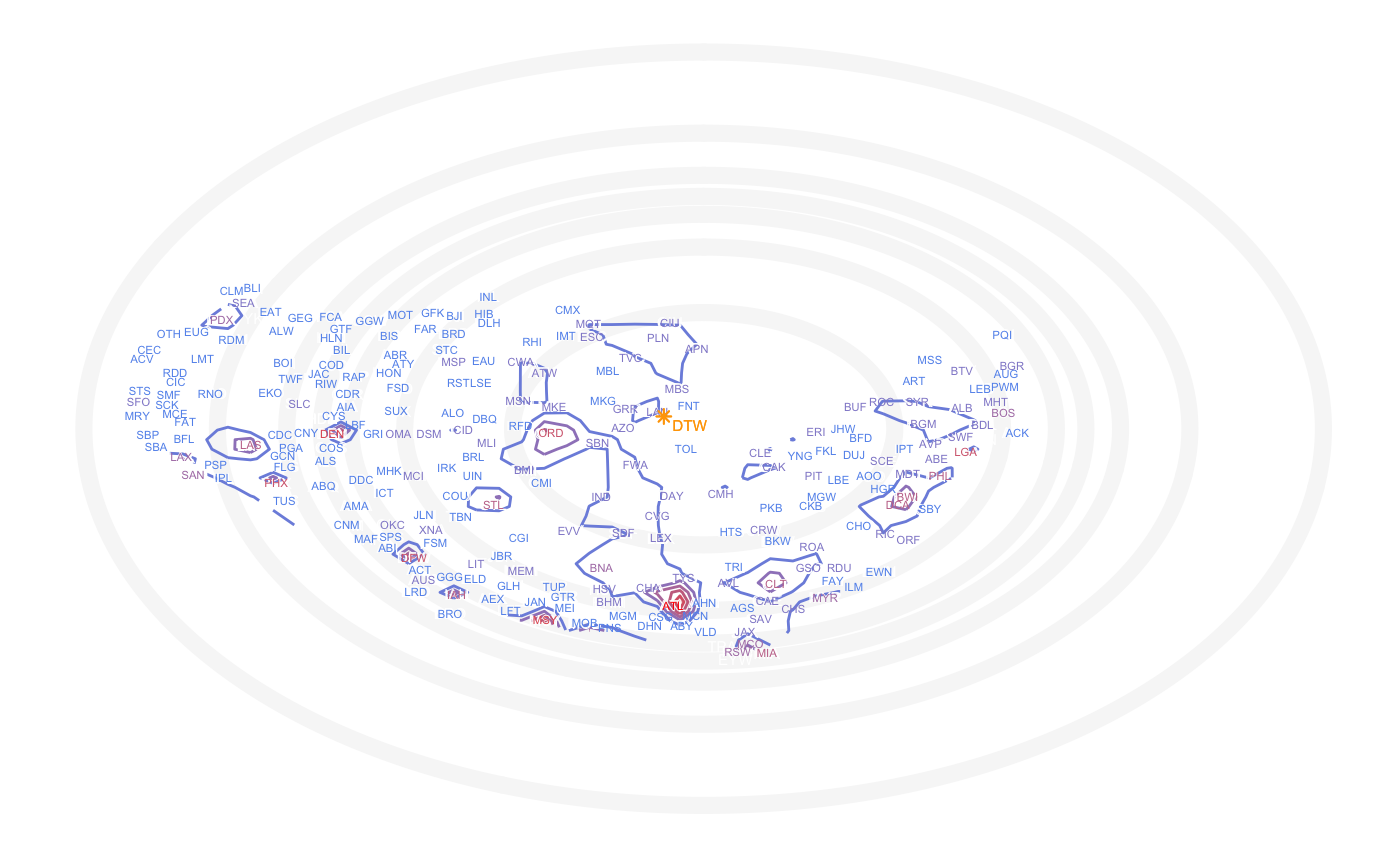 CLM BLI
SEA
INL
PDX
EAT GEG FCA GGW MOT GFK BJI HIB DLH
CMX
OTH EUG RDM ALW HLN GTF BIS FAR BRD
MQT ESC CIU
RHI IMT PLN
PQI
CEC ACV LMT BOI BIL ABR ATY STC MSP EAU
CWA ATW TVC APN
MSS BTV BGR
RDD CIC TWF JAC COD RIW RAP HON FSD RST LSE
MBL MBS
ART AUG LEB PWM
STS SMF SFO SCK RNO EKO SLC CDR AIA SUX ALO DBQ
MSN MKE MKG GRR LAN FNT
BUF ROC SYR ALB MHT BOS
MRY MCE FAT CYS LBF
RFD ORD AZO DTW
ERI JHW BGM BDL
SBP BFL LAS CDC CNY DEN GRI OMA DSM CID MLI
SBN TOL
BFD AVP SWF ACK
SBA LAX PSP PGA GCN COS ALS BRL
CLE YNG FKL DUJ IPT LGA
SAN IPL FLG PHX ABQ DDC MHK MCI IRK UIN BMI CMI FWA
CAK PIT LBE AOO SCE MDT ABE PHL
TUS AMA ICT COU STL IND DAY CMH
MGW CKB HGR BWI DCA SBY
CNM OKC JLN TBN EVV SDF CVG LEX
PKB CHO RIC ORF
MAF SPS ABI XNA FSM CGI
HTS CRW BKW ROA
DFW ACT LIT JBR MEM BNA TYS
TRI GSO RDU EWN
AUS GGG ELD GLH TUP HSV CHA
AVL CLT FAY ILM
LRD IAH AEX JAN GTR MEI BHM ATL AHN
CAE MYR
BRO LFT MSY MOB PNS MGM CSG MCN
AGS CHS SAV
DHN ABY VLD JAX
MCO
RSW MIA
EYW